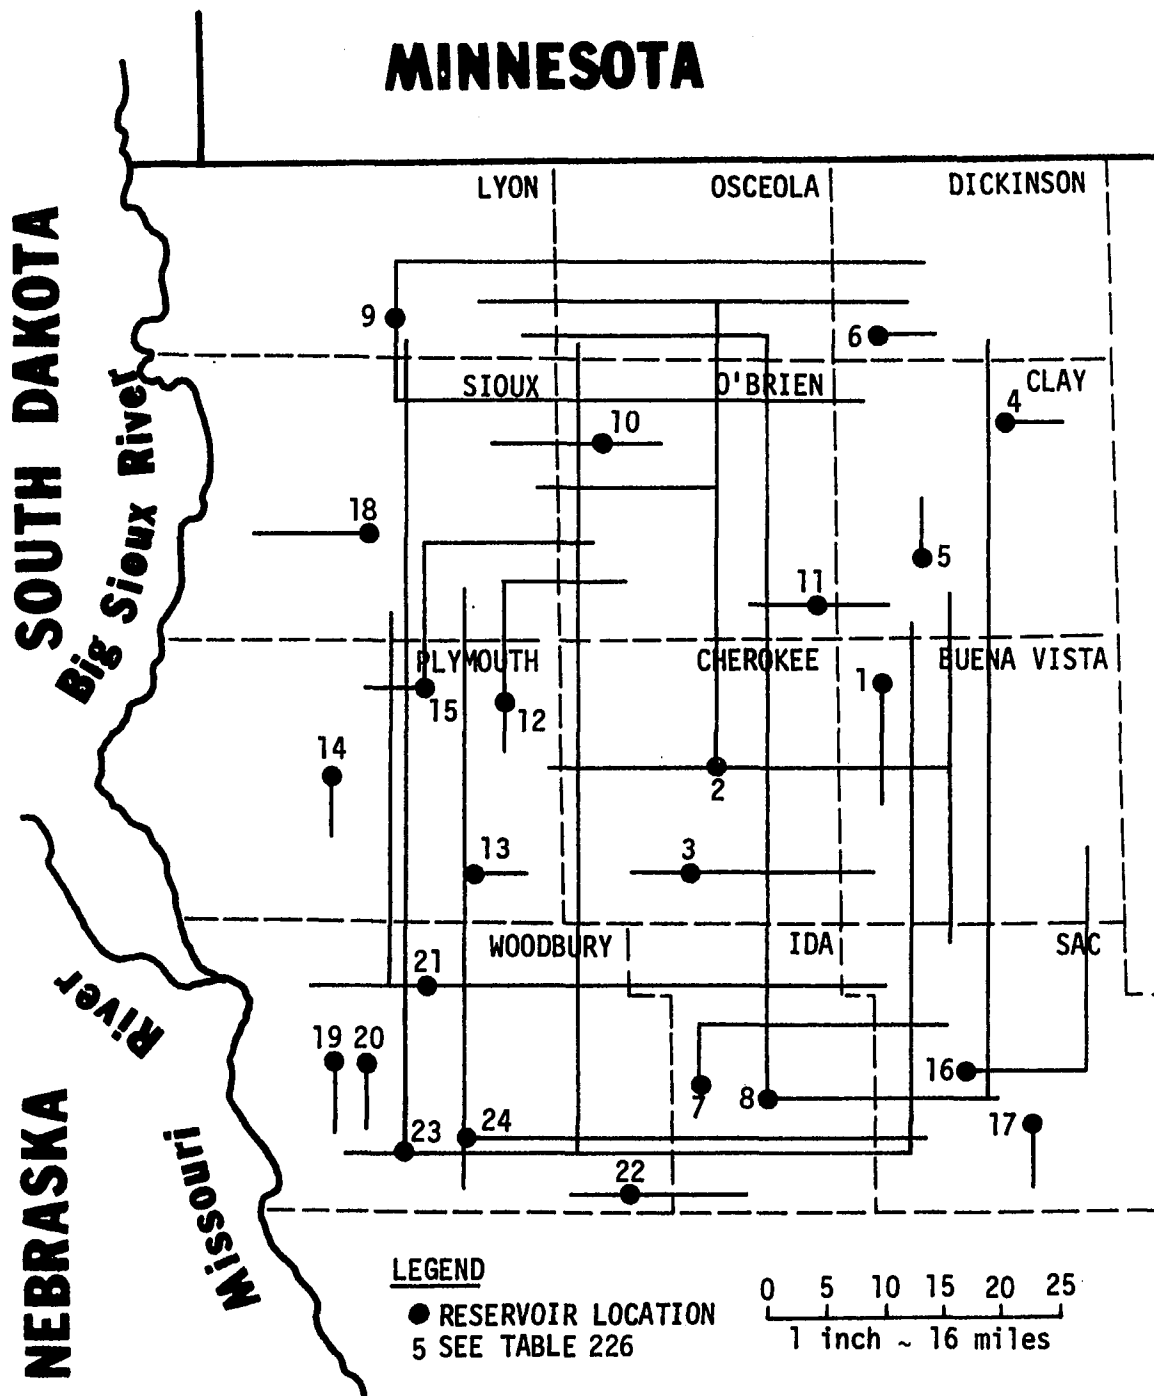 MINNESOTA
LYON
OSCEOLA
DICKINSON
SOUTH DAKOTA
9
6
SIOUX
O'BRIEN
CLAY
4
Big Sioux River
10
18
5
11
PLYMOUTH
CHEROKEE
BUENA VISTA
1
15
12
14
2
13
3
WOODBURY
IDA
SAC
21
River
19
20
16
7
8
17
23
24
Missouri
22
NEBRASKA
LEGEND
RESERVOIR LOCATION
5 SEE TABLE 226
0 5 10 15 20 25
1 inch ~ 16 miles